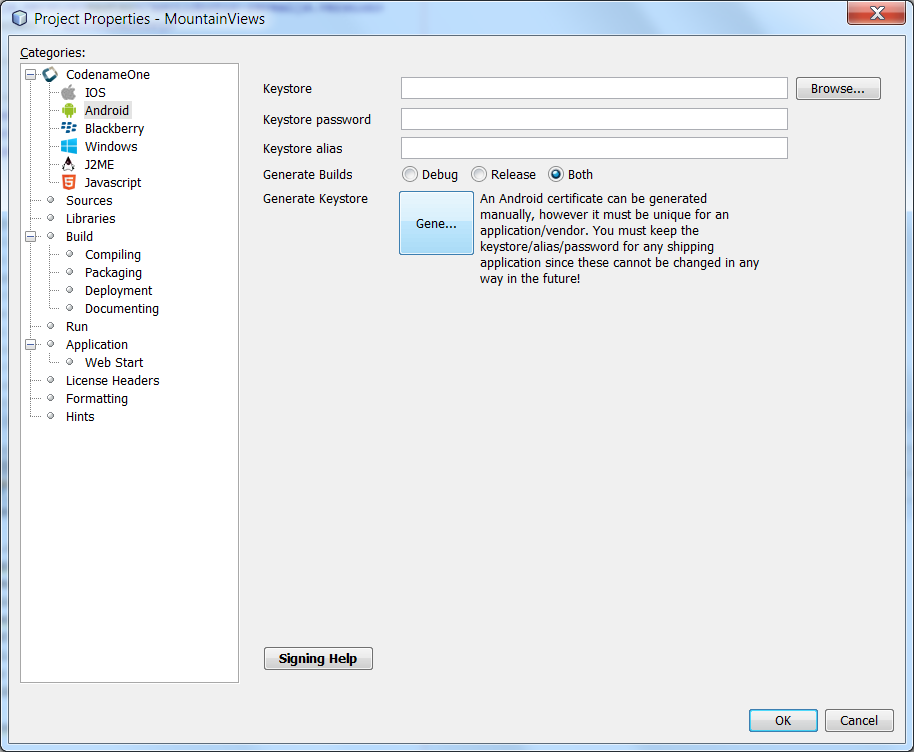 Project Properties - MountainViews
Categories:
CodenameOne
IOS
Android
Blackberry
Windows
J2ME
Javascript
Sources
Libraries
Build
Compiling
Packaging
Deployment
Documenting
Run
Application
Web Start
License Headers
Formatting
Hints
Keystore
Browse...
Keystore password
Keystore alias
Generate Builds
Debug
Release
Both
Generate Keystore
Gene...
An Android certificate can be generated
manually, however it must be unique for an
application/vendor. You must keep the
keystore/alias/password for any shipping
application since these cannot be changed in any
way in the future!
Signing Help
OK
Cancel